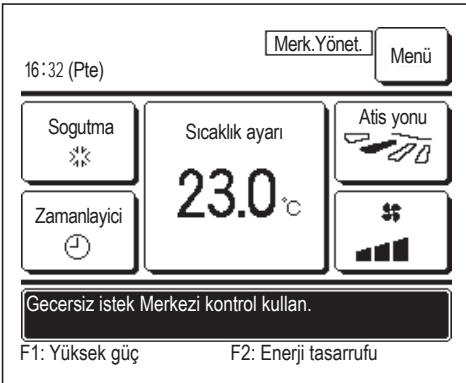 Merk.Yönet.
Menü
16:32 (Pte)
Sogutma
Sıcaklık ayarı
Atis yonu
23.0 °C
Zamanlayici
Gecersiz istek Merkezi kontrol kullan.
F1: Yüksek güç
F2: Enerji tasarrufu